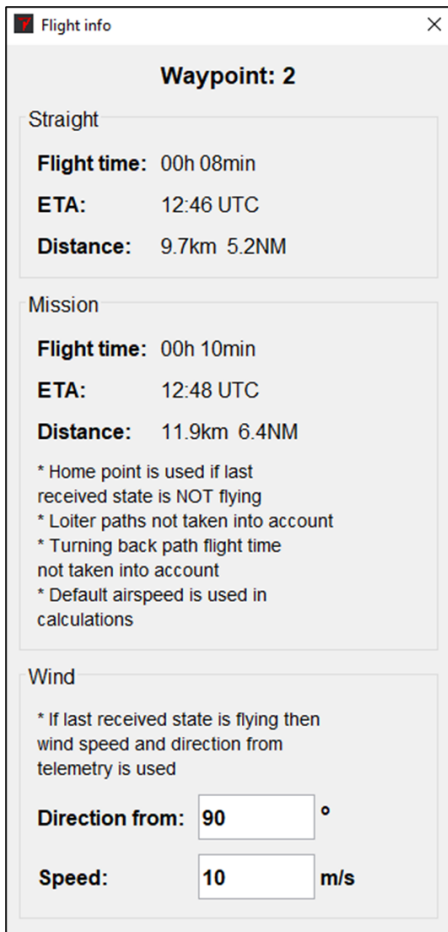 Flight info
Waypoint: 2
Straight
Flight time: 00h 08min
ETA: 12:46 UTC
Distance: 9.7km 5.2NM
Mission
Flight time: 00h 10min
ETA: 12:48 UTC
Distance: 11.9km 6.4NM
* Home point is used if last
received state is NOT flying
* Loiter paths not taken into account
* Turning back path flight time
not taken into account
* Default airspeed is used in
calculations
Wind
* If last received state is flying then
wind speed and direction from
telemetry is used
Direction from: 90 °
Speed: 10 m/s